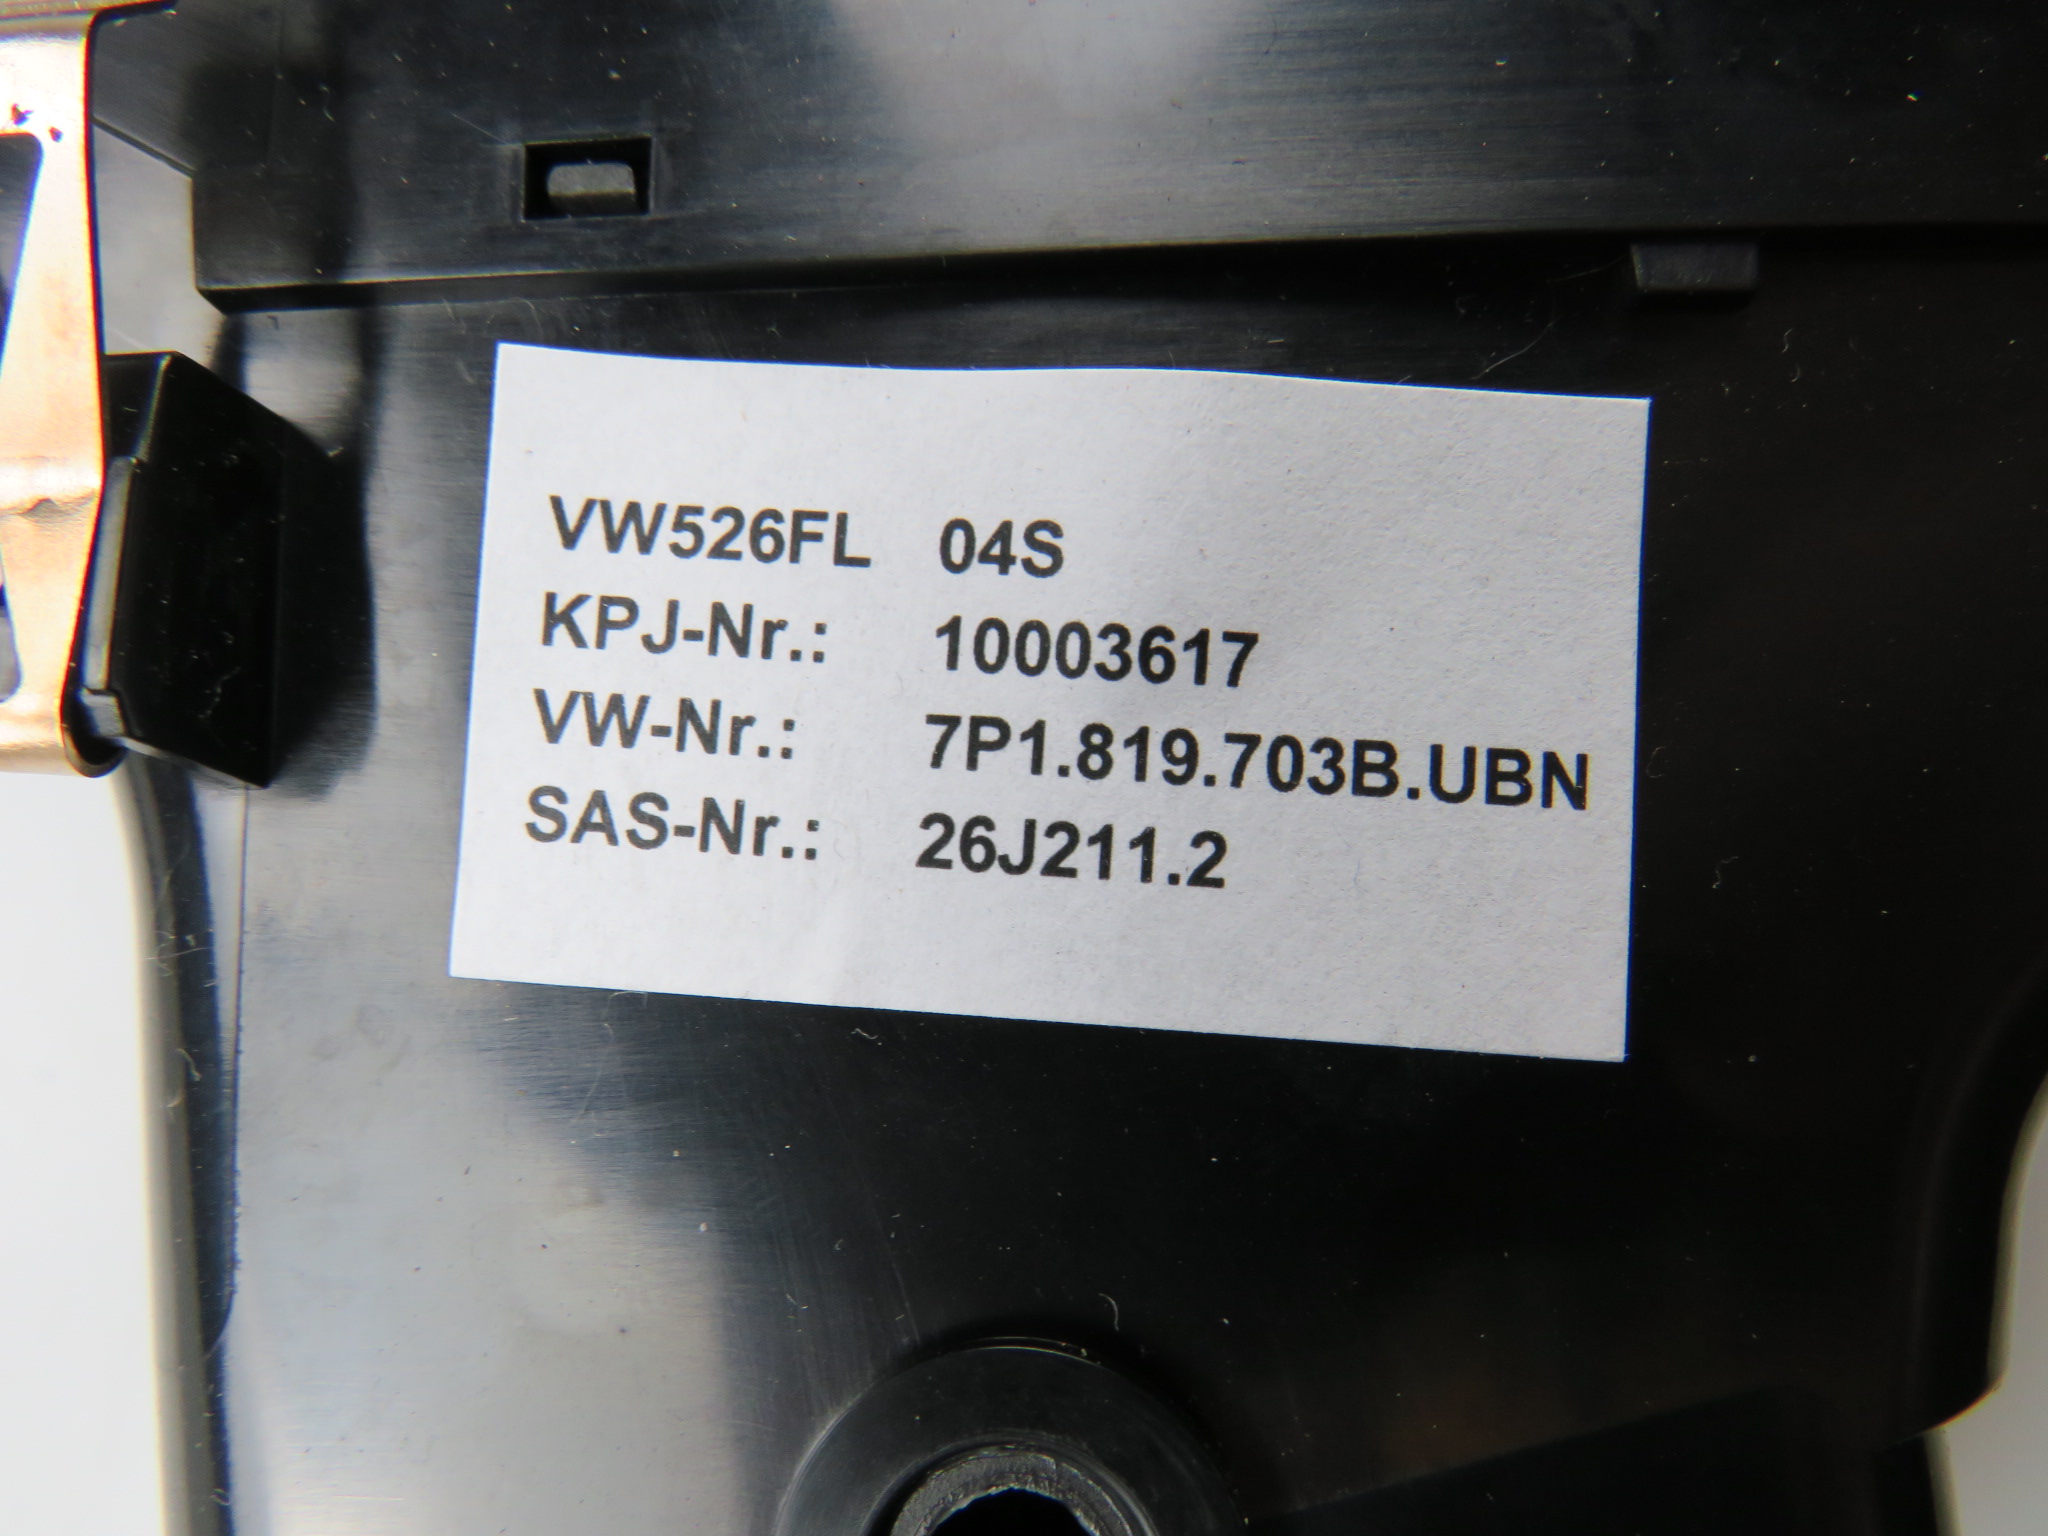 VW526FL 04S
KPJ-Nr.: 10003617
VW-Nr.: 7P1.819.703B.UBN
SAS-Nr.: 26J211.2